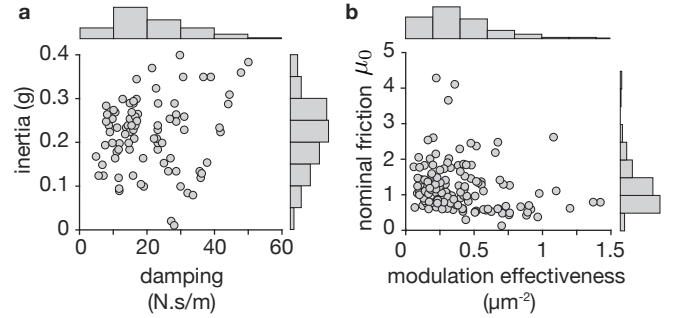 a
inertia (g)
0.4
0.3
0.2
0.1
0
0 20 40 60
damping
(N.s/m)
b
nominal friction μ₀
5
4
3
2
1
0
0 0.5 1 1.5
modulation effectiveness
(μm⁻²)